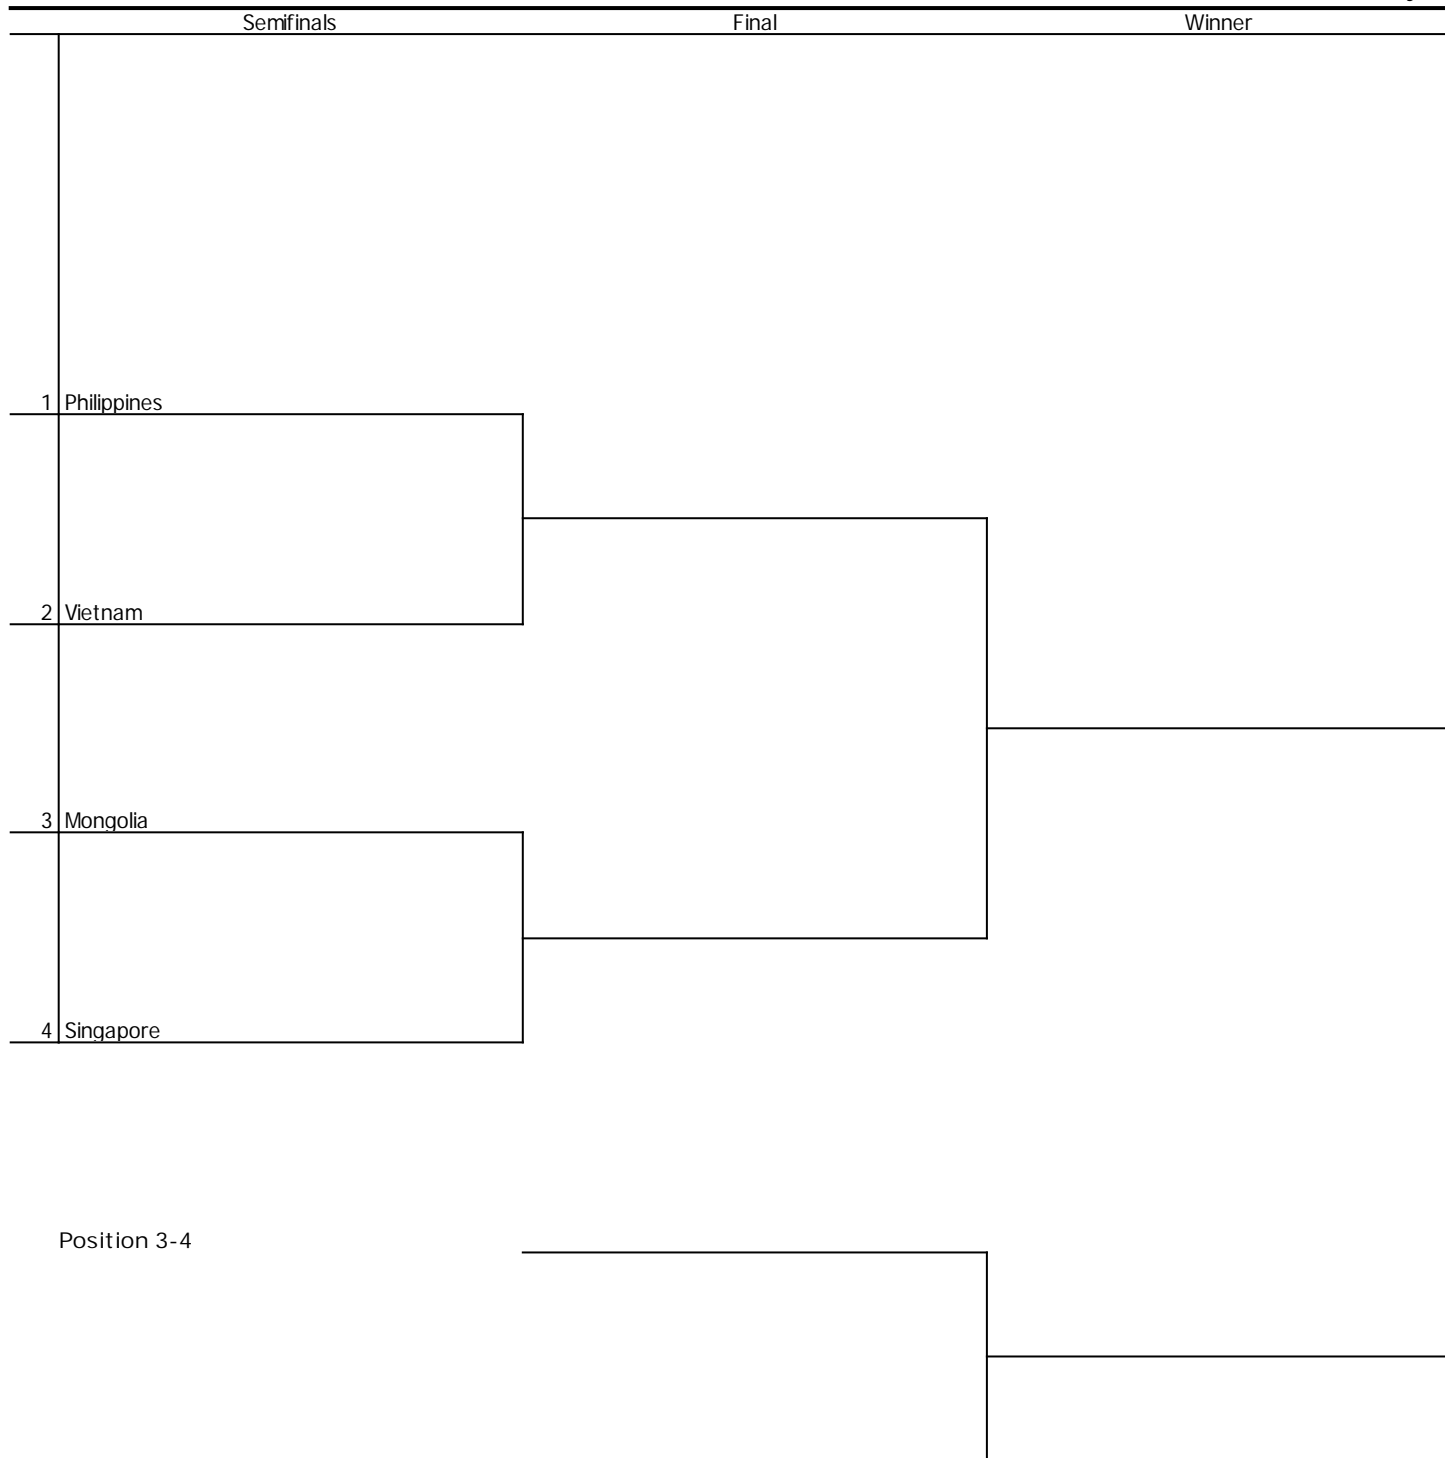 Semifinals Final Winner
1 Philippines
2 Vietnam
3 Mongolia
4 Singapore
Position 3-4